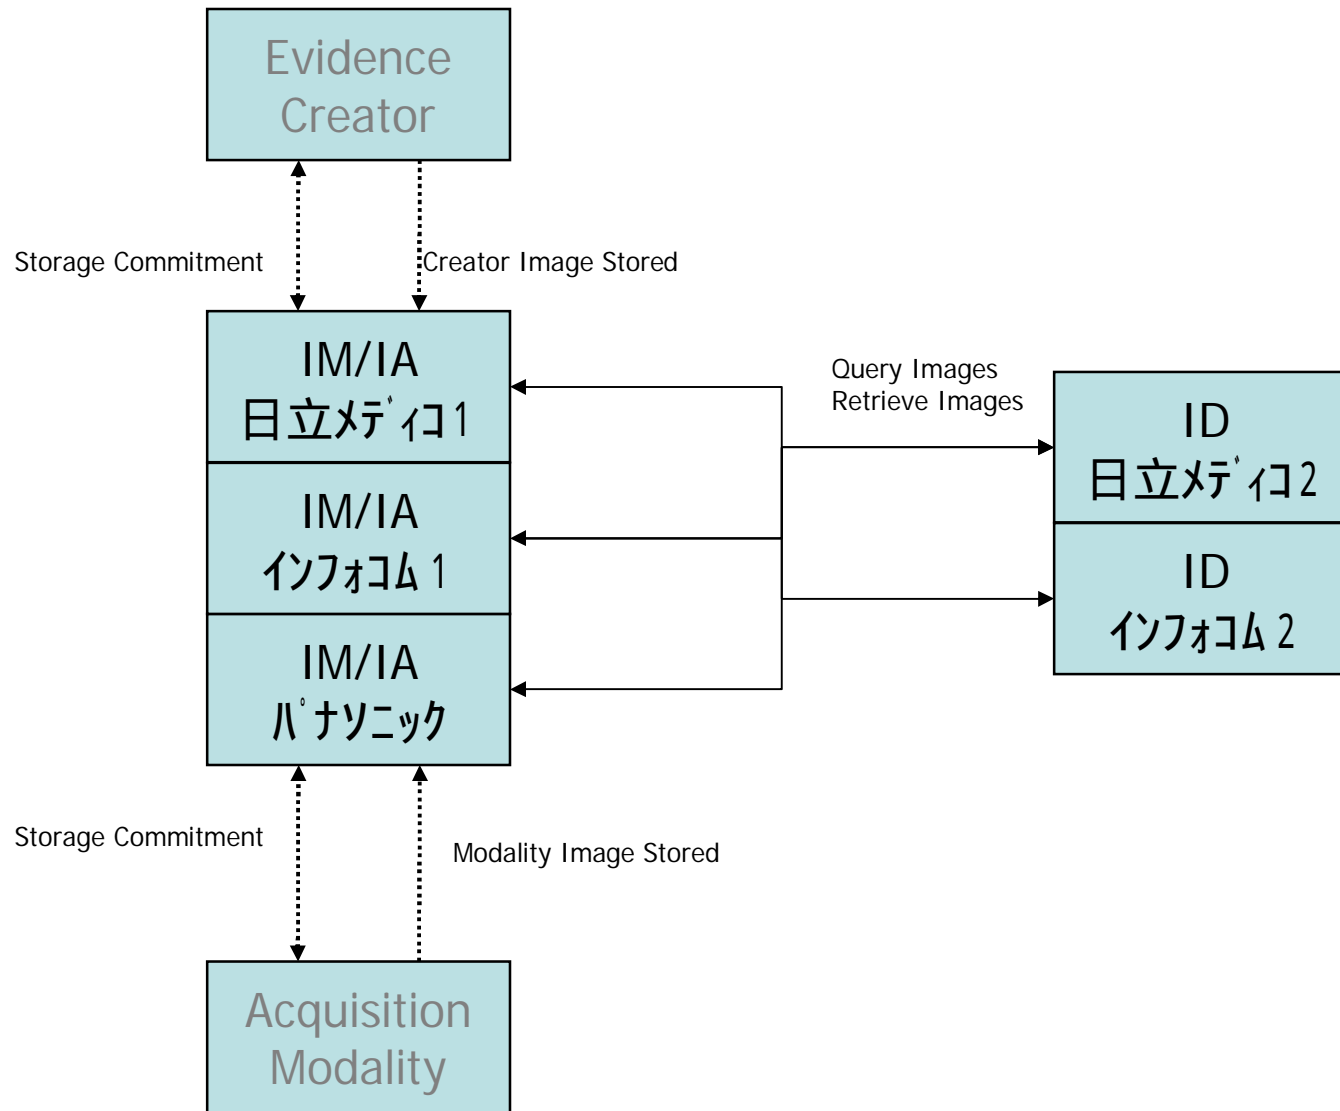 Evidence
Creator
Storage Commitment
Creator Image Stored
IM/IA
日立ﾒﾃﾞｨｺ1
Query Images
Retrieve Images
ID
日立ﾒﾃﾞｨｺ2
IM/IA
ｲﾝﾌｫｺﾑ1
ID
ｲﾝﾌｫｺﾑ2
IM/IA
ﾊﾟﾅｿﾆｯｸ
Storage Commitment
Modality Image Stored
Acquisition
Modality